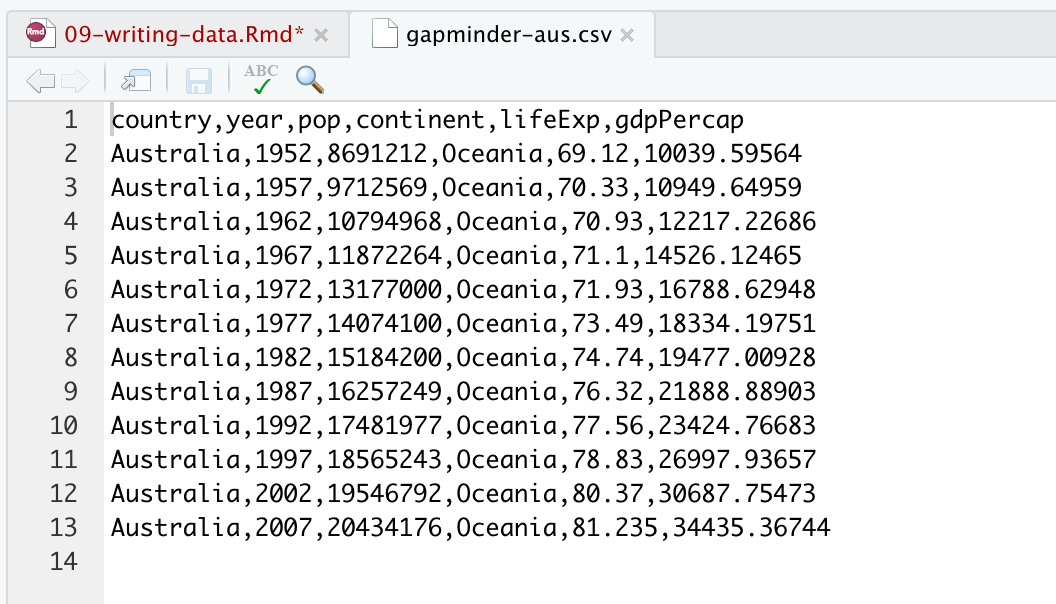 Rmd 09-writing-data.Rmd* × gapminder-aus.csv ×
ABC
1 country,year,pop,continent,lifeExp,gdpPercap
2 Australia,1952,8691212,Oceania,69.12,10039.59564
3 Australia,1957,9712569,Oceania,70.33,10949.64959
4 Australia,1962,10794968,Oceania,70.93,12217.22686
5 Australia,1967,11872264,Oceania,71.1,14526.12465
6 Australia,1972,13177000,Oceania,71.93,16788.62948
7 Australia,1977,14074100,Oceania,73.49,18334.19751
8 Australia,1982,15184200,Oceania,74.74,19477.00928
9 Australia,1987,16257249,Oceania,76.32,21888.88903
10 Australia,1992,17481977,Oceania,77.56,23424.76683
11 Australia,1997,18565243,Oceania,78.83,26997.93657
12 Australia,2002,19546792,Oceania,80.37,30687.75473
13 Australia,2007,20434176,Oceania,81.235,34435.36744
14